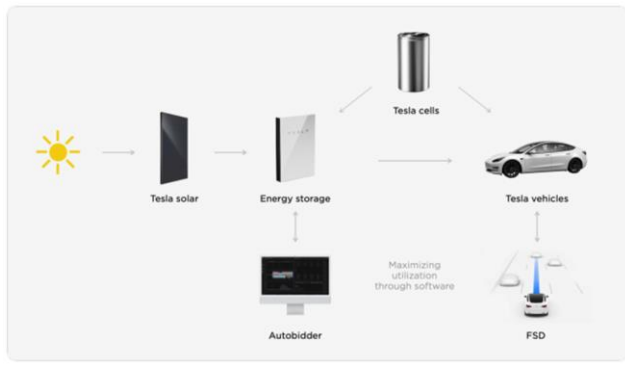 Tesla cells
Tesla solar
Energy storage
Tesla vehicles
Maximizing
utilization
through software
Autobidder
FSD